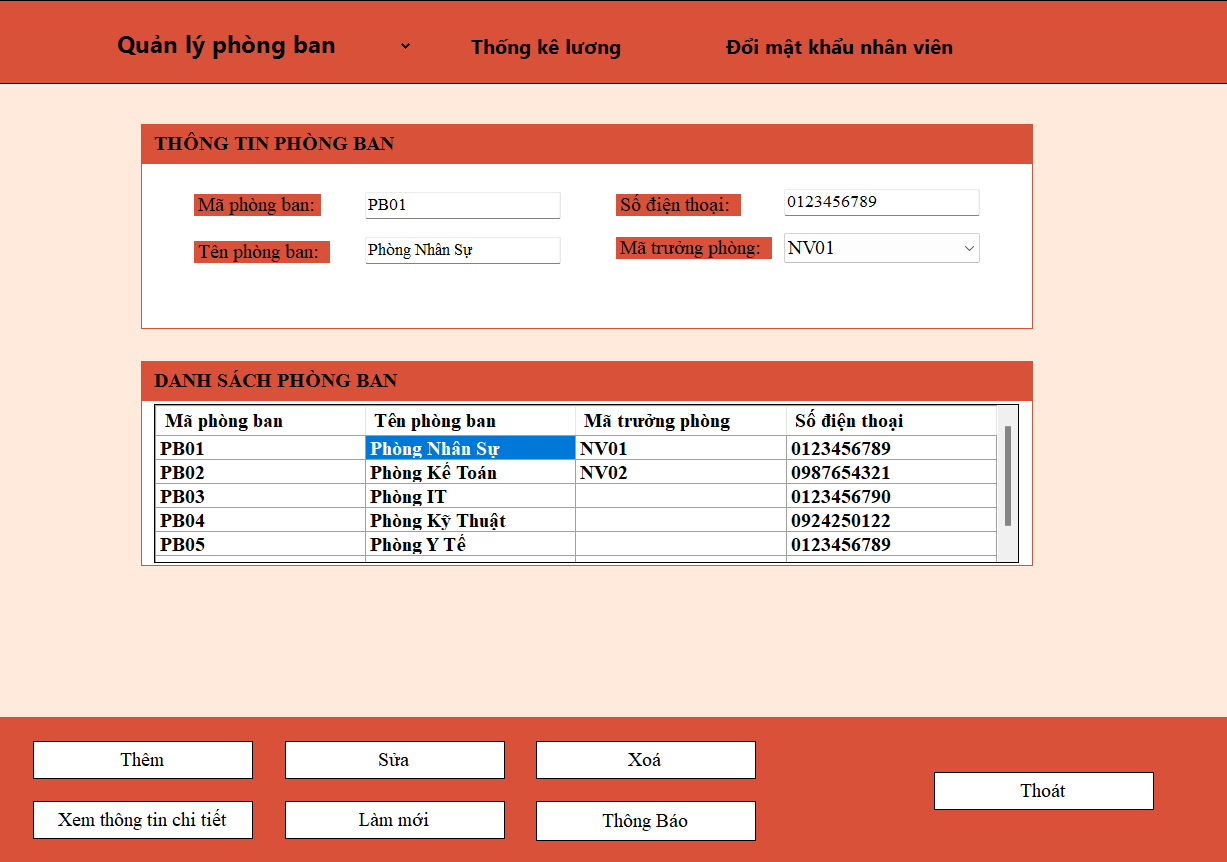 Quản lý phòng ban Thống kê lương Đổi mật khẩu nhân viên
THÔNG TIN PHÒNG BAN
Mã phòng ban: PB01 Số điện thoại: 0123456789
Tên phòng ban: Phòng Nhân Sự Mã trưởng phòng: NV01
DANH SÁCH PHÒNG BAN
Mã phòng ban Tên phòng ban Mã trưởng phòng Số điện thoại
PB01 Phòng Nhân Sự NV01 0123456789
PB02 Phòng Kế Toán NV02 0987654321
PB03 Phòng IT 0123456790
PB04 Phòng Kỹ Thuật 0924250122
PB05 Phòng Y Tế 0123456789
Thêm Sửa Xoá
Thoát
Xem thông tin chi tiết Làm mới Thông Báo